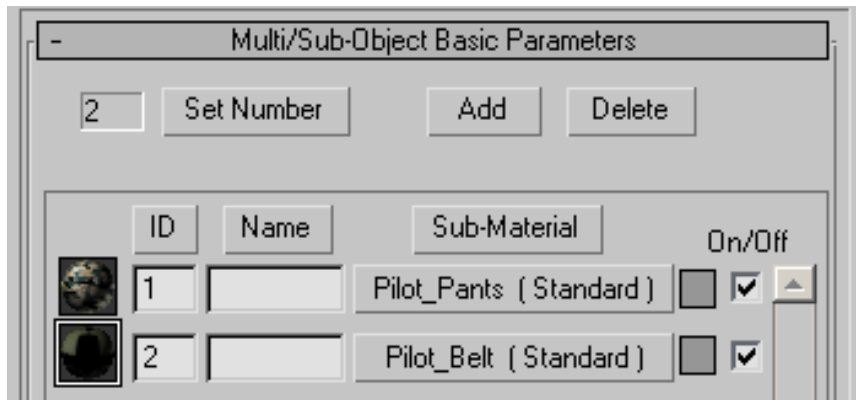 - Multi/Sub-Object Basic Parameters
2 Set Number Add Delete
ID Name Sub-Material On/Off
1 Pilot_Pants ( Standard )
2 Pilot_Belt ( Standard )